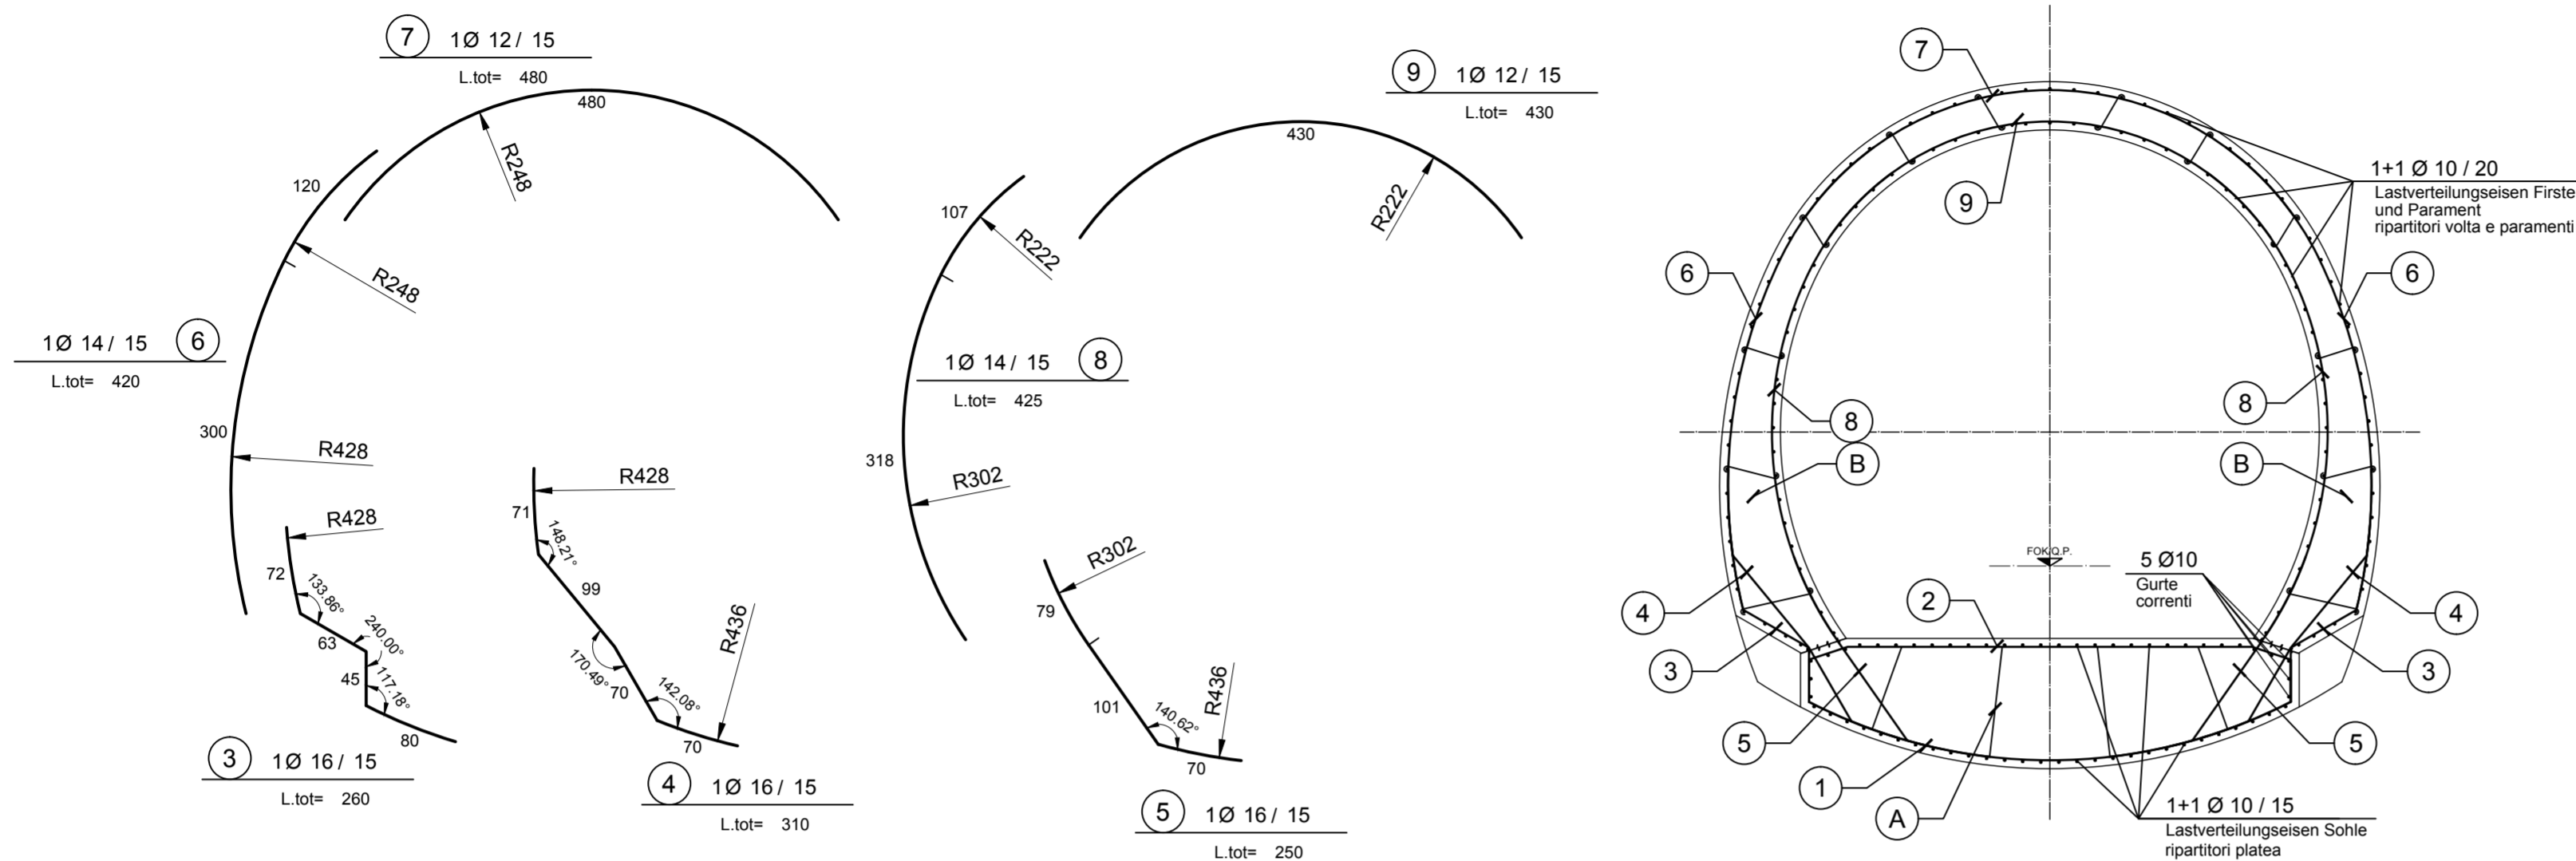 7 1Ø 12 / 15
L.tot= 480
480
R248
120
R248
1Ø 14 / 15 6
L.tot= 420
300
R428
R428
72
133.86°
63
240.00°
45
117.18°
80
3 1Ø 16 / 15
L.tot= 260
R428
71
148.21°
99
170.49°
70
142.08°
R436
70
4 1Ø 16 / 15
L.tot= 310
9 1Ø 12 / 15
L.tot= 430
430
R222
107
R222
1Ø 14 / 15 8
L.tot= 425
318
R302
R302
79
101
140.62°
R436
70
5 1Ø 16 / 15
L.tot= 250
7
9
1+1 Ø 10 / 20
Lastverteilungseisen Firste
und Parament
ripartitori volta e paramenti
6
6
8
8
B
B
FOK/Q.P.
5 Ø10
Gurte
correnti
2
4
4
3
3
5
5
1
A
1+1 Ø 10 / 15
Lastverteilungseisen Sohle
ripartitori platea